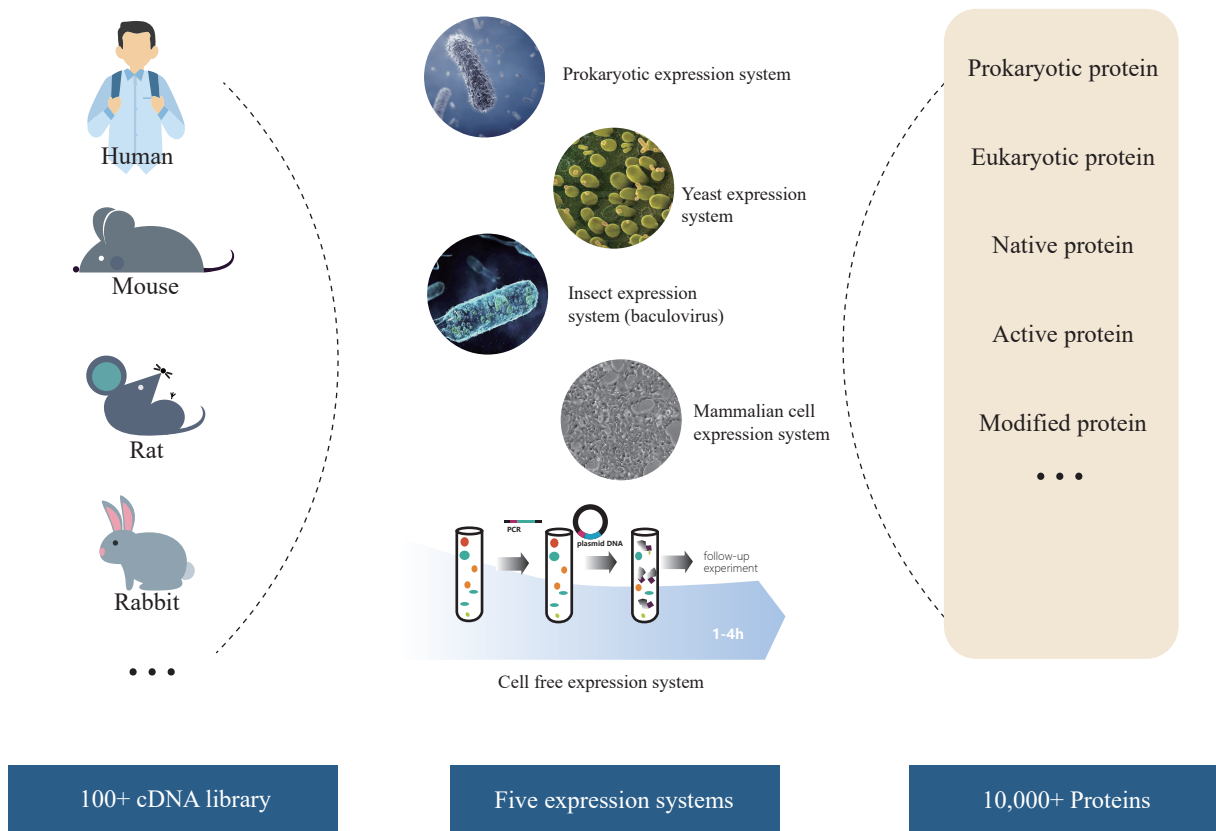 Human
Mouse
Rat
Rabbit
• • •
100+ cDNA library
Prokaryotic expression system
Yeast expression
system
Insect expression
system (baculovirus)
Mammalian cell
expression system
PCR
plasmid DNA
follow-up
experiment
1-4h
Cell free expression system
Five expression systems
Prokaryotic protein
Eukaryotic protein
Native protein
Active protein
Modified protein
• • •
10,000+ Proteins